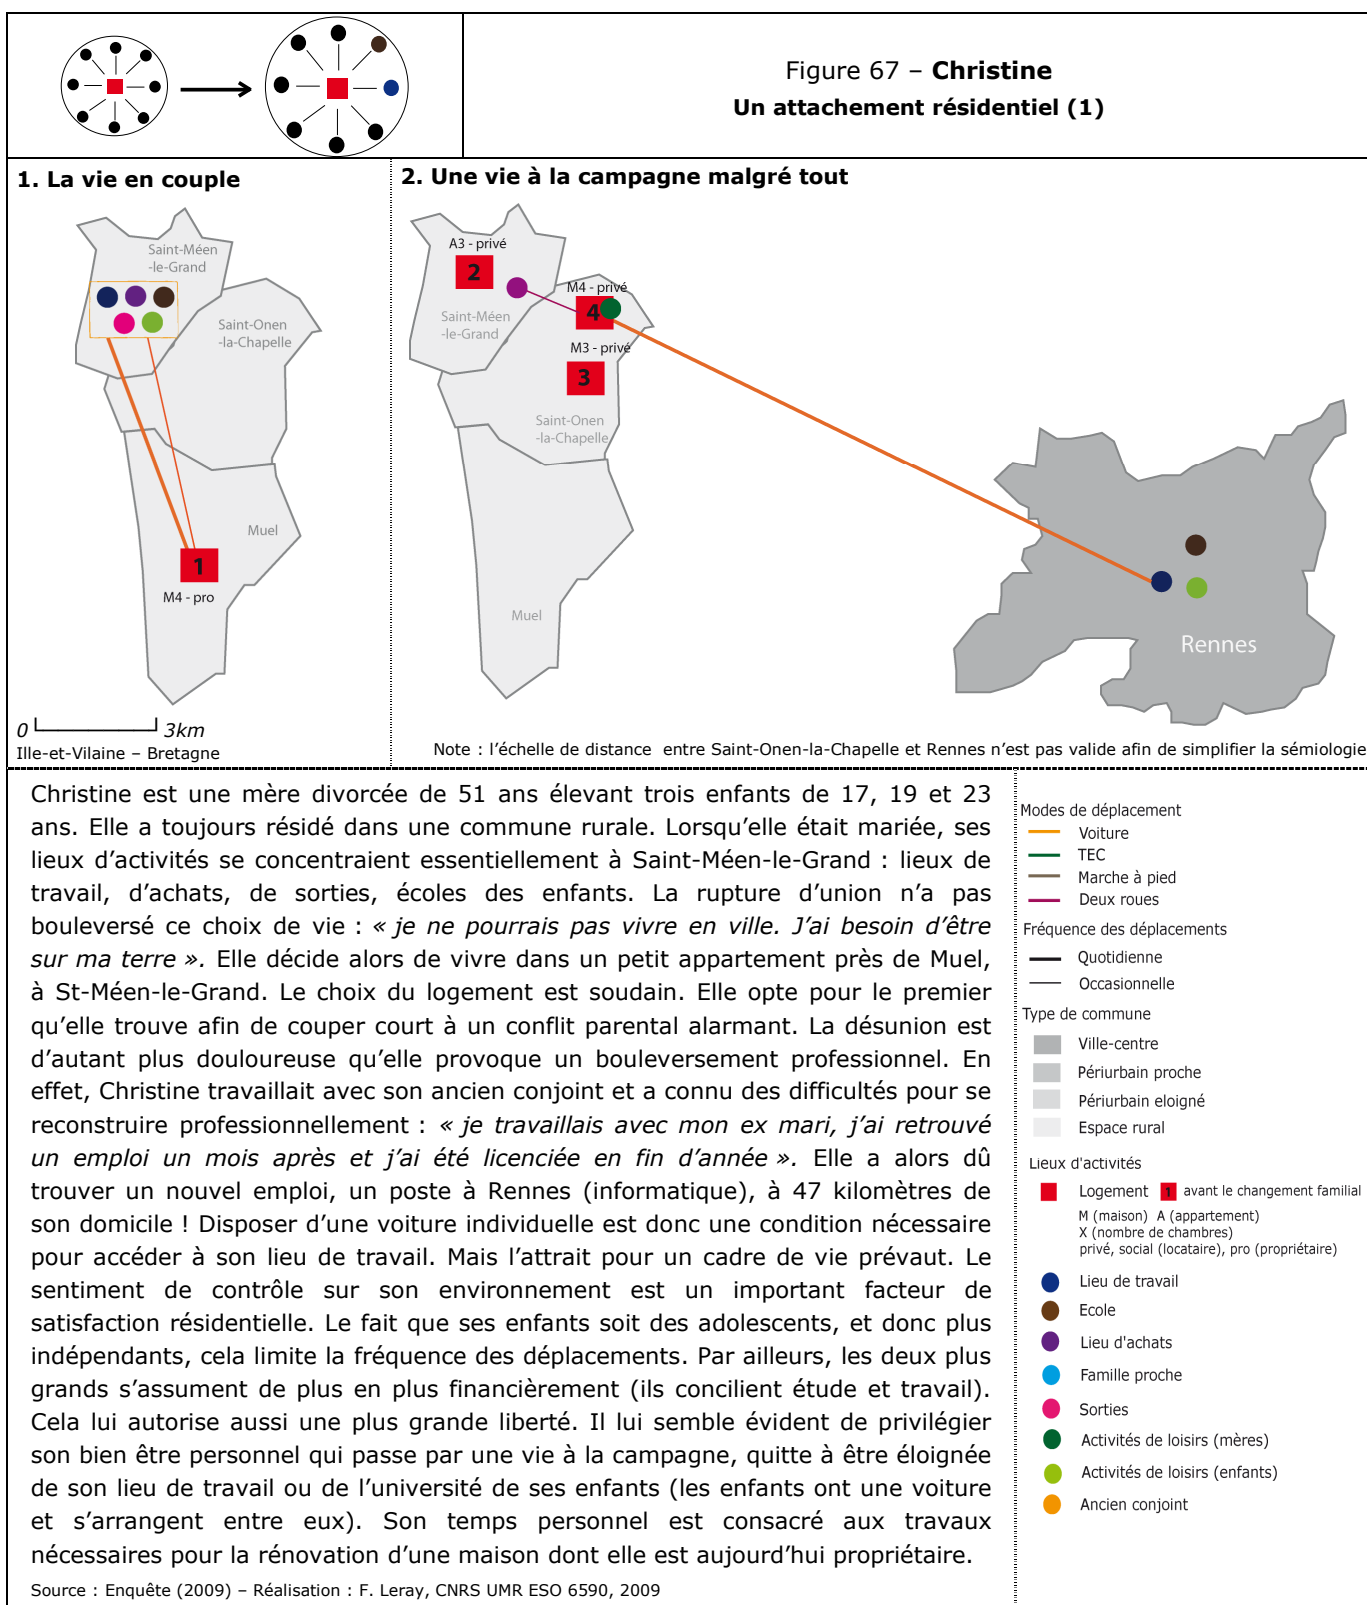 Figure 67 – Christine
Un attachement résidentiel (1)
1. La vie en couple
Saint-Méen
-le-Grand
Saint-Onen
-la-Chapelle
Muel
1
M4 - pro
0
3km
Ille-et-Vilaine – Bretagne
2. Une vie à la campagne malgré tout
A3 - privé
2
M4 - privé
4
Saint-Méen
-le-Grand
M3 - privé
3
Saint-Onen
-la-Chapelle
Muel
Rennes
Note : l’échelle de distance entre Saint-Onen-la-Chapelle et Rennes n’est pas valide afin de simplifier la sémiologie
Christine est une mère divorcée de 51 ans élevant trois enfants de 17, 19 et 23
ans. Elle a toujours résidé dans une commune rurale. Lorsqu’elle était mariée, ses
lieux d’activités se concentraient essentiellement à Saint-Méen-le-Grand : lieux de
travail, d’achats, de sorties, écoles des enfants. La rupture d’union n’a pas
bouleversé ce choix de vie : « je ne pourrais pas vivre en ville. J’ai besoin d’être
sur ma terre ». Elle décide alors de vivre dans un petit appartement près de Muel,
à St-Méen-le-Grand. Le choix du logement est soudain. Elle opte pour le premier
qu’elle trouve afin de couper court à un conflit parental alarmant. La désunion est
d’autant plus douloureuse qu’elle provoque un bouleversement professionnel. En
effet, Christine travaillait avec son ancien conjoint et a connu des difficultés pour se
reconstruire professionnellement : « je travaillais avec mon ex mari, j’ai retrouvé
un emploi un mois après et j’ai été licenciée en fin d’année ». Elle a alors dû
trouver un nouvel emploi, un poste à Rennes (informatique), à 47 kilomètres de
son domicile ! Disposer d’une voiture individuelle est donc une condition nécessaire
pour accéder à son lieu de travail. Mais l’attrait pour un cadre de vie prévaut. Le
sentiment de contrôle sur son environnement est un important facteur de
satisfaction résidentielle. Le fait que ses enfants soit des adolescents, et donc plus
indépendants, cela limite la fréquence des déplacements. Par ailleurs, les deux plus
grands s’assument de plus en plus financièrement (ils concilient étude et travail).
Cela lui autorise aussi une plus grande liberté. Il lui semble évident de privilégier
son bien être personnel qui passe par une vie à la campagne, quitte à être éloignée
de son lieu de travail ou de l’université de ses enfants (les enfants ont une voiture
et s’arrangent entre eux). Son temps personnel est consacré aux travaux
nécessaires pour la rénovation d’une maison dont elle est aujourd’hui propriétaire.
Source : Enquête (2009) – Réalisation : F. Leray, CNRS UMR ESO 6590, 2009
Modes de déplacement
Voiture
TEC
Marche à pied
Deux roues
Fréquence des déplacements
Quotidienne
Occasionnelle
Type de commune
Ville-centre
Périurbain proche
Périurbain eloigné
Espace rural
Lieux d'activités
Logement 1 avant le changement familial
M (maison) A (appartement)
X (nombre de chambres)
privé, social (locataire), pro (propriétaire)
Lieu de travail
Ecole
Lieu d'achats
Famille proche
Sorties
Activités de loisirs (mères)
Activités de loisirs (enfants)
Ancien conjoint